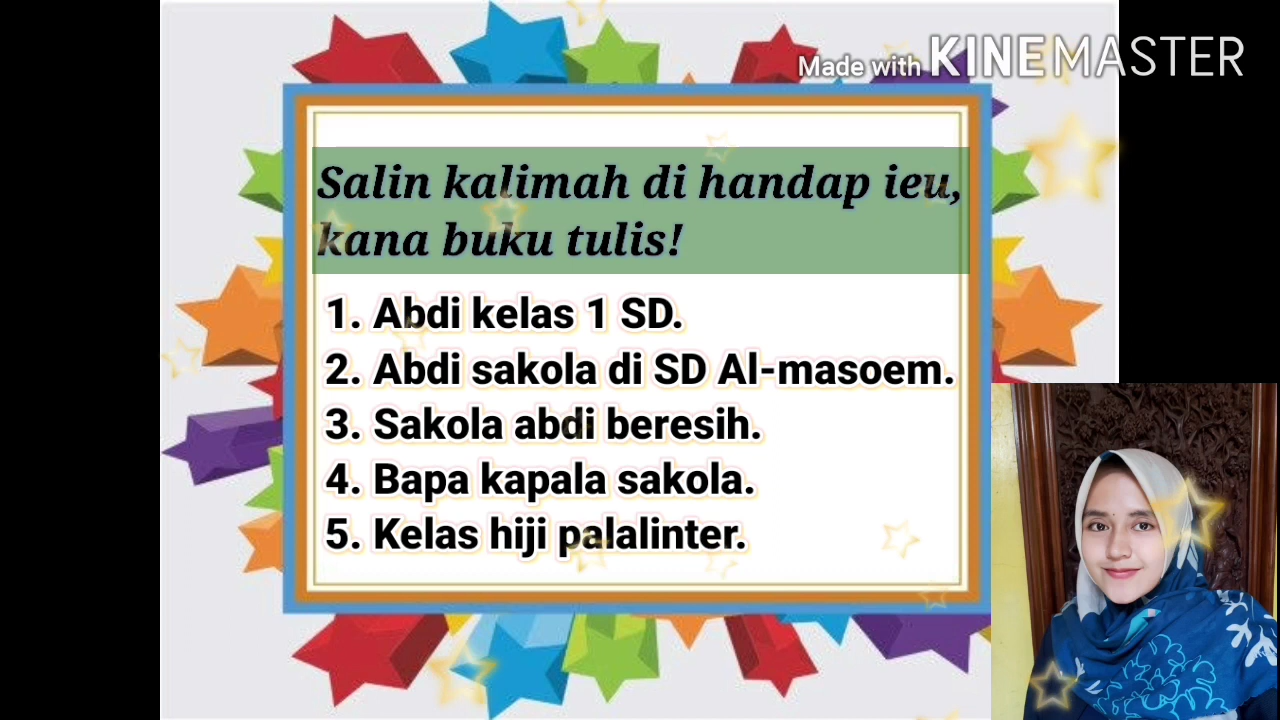 Made with KINEMASTER
Salin kalimah di handap ieu,
kana buku tulis!
1. Abdi kelas 1 SD.
2. Abdi sakola di SD Al-masoem.
3. Sakola abdi beresih.
4. Bapa kapala sakola.
5. Kelas hiji palalinter.